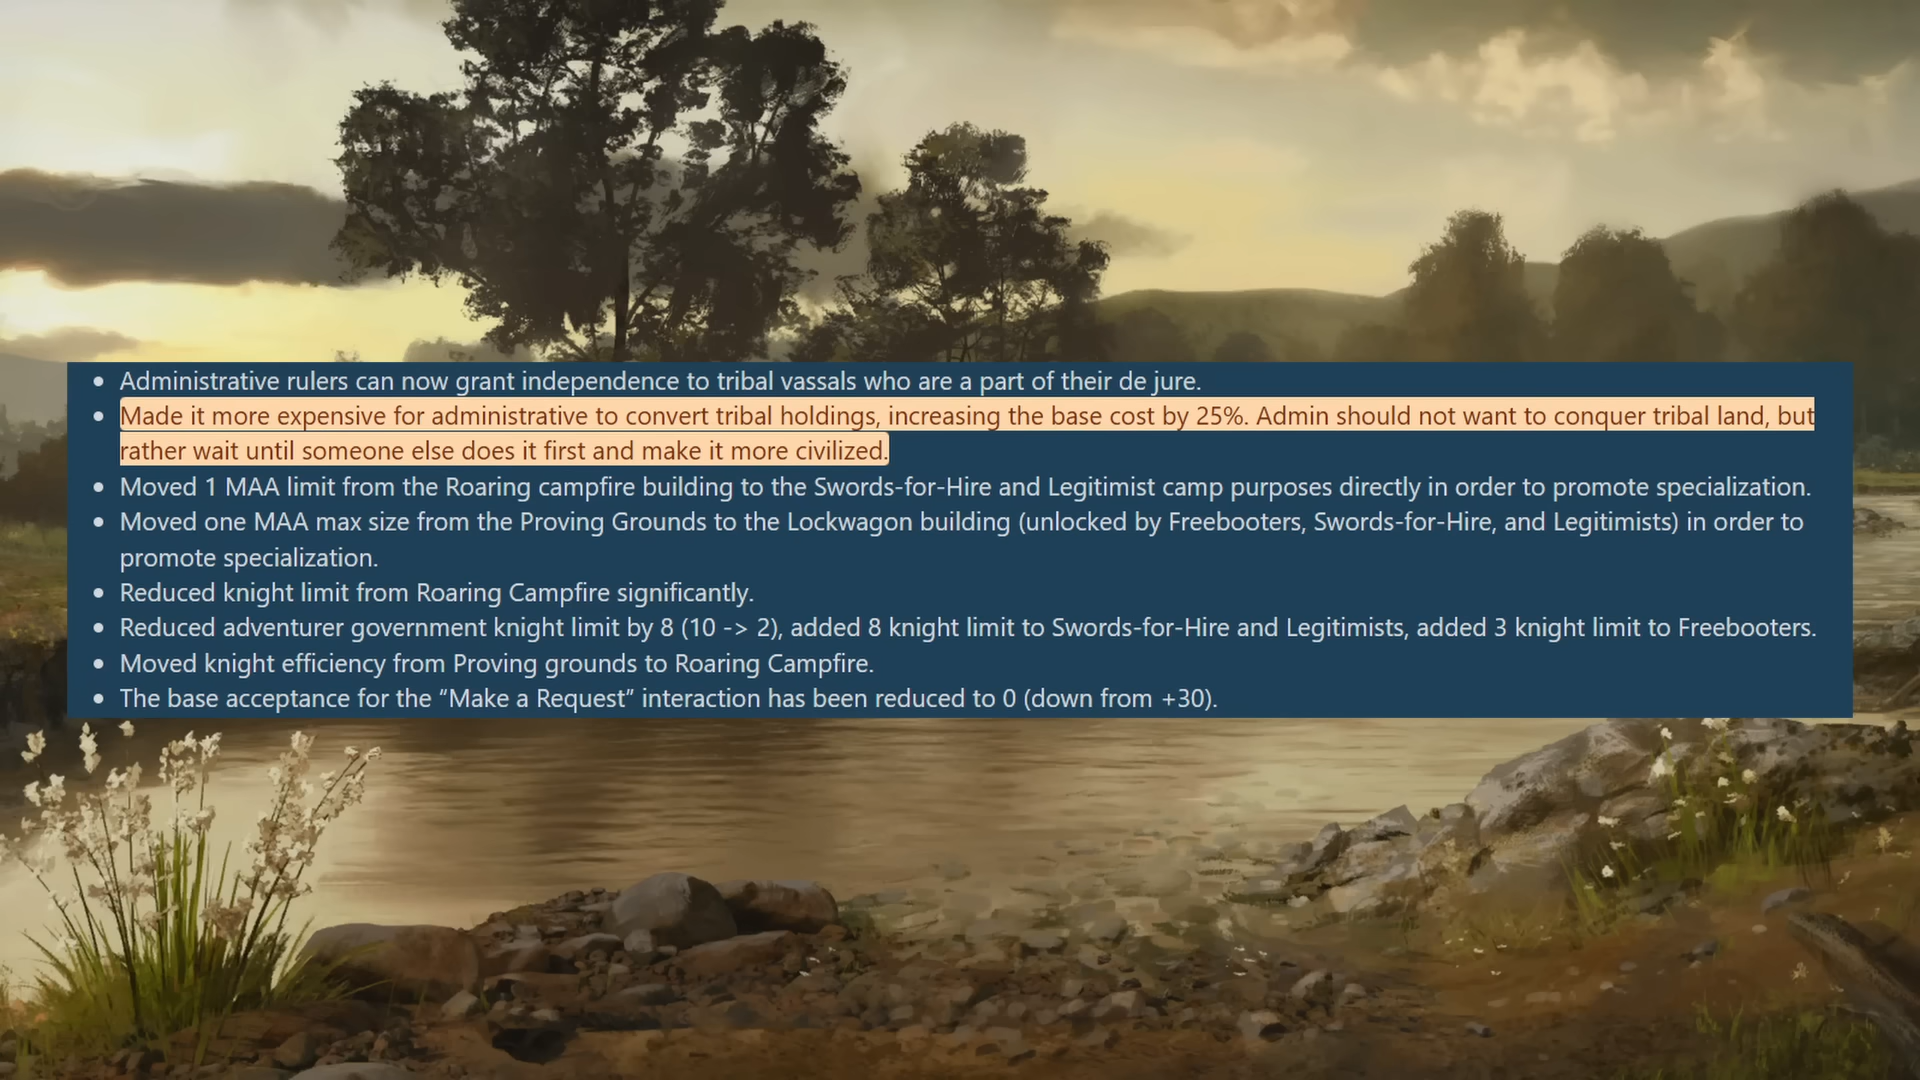 • Administrative rulers can now grant independence to tribal vassals who are a part of their de jure.
• Made it more expensive for administrative to convert tribal holdings, increasing the base cost by 25%. Admin should not want to conquer tribal land, but
rather wait until someone else does it first and make it more civilized.
• Moved 1 MAA limit from the Roaring campfire building to the Swords-for-Hire and Legitimist camp purposes directly in order to promote specialization.
• Moved one MAA max size from the Proving Grounds to the Lockwagon building (unlocked by Freebooters, Swords-for-Hire, and Legitimists) in order to
promote specialization.
• Reduced knight limit from Roaring Campfire significantly.
• Reduced adventurer government knight limit by 8 (10 -> 2), added 8 knight limit to Swords-for-Hire and Legitimists, added 3 knight limit to Freebooters.
• Moved knight efficiency from Proving grounds to Roaring Campfire.
• The base acceptance for the “Make a Request” interaction has been reduced to 0 (down from +30).